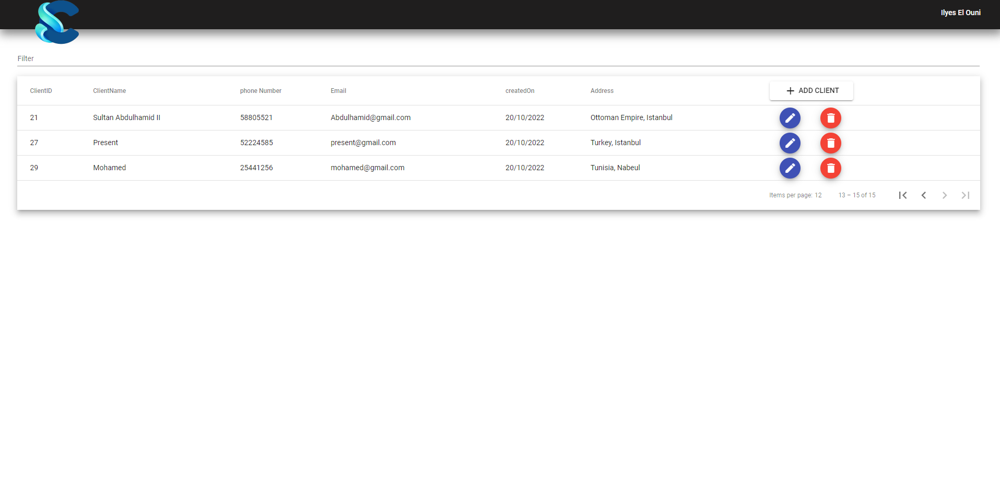 Ilyes El Ouni
Filter
ClientID ClientName phone Number Email createdOn Address ADD CLIENT
21 Sultan Abdulhamid II 58805521 Abdulhamid@gmail.com 20/10/2022 Ottoman Empire, Istanbul
27 Present 52224585 present@gmail.com 20/10/2022 Turkey, Istanbul
29 Mohamed 25441256 mohamed@gmail.com 20/10/2022 Tunisia, Nabeul
Items per page: 12 13 – 15 of 15